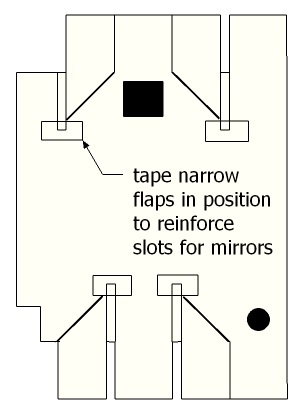 tape narrow
flaps in position
to reinforce
slots for mirrors